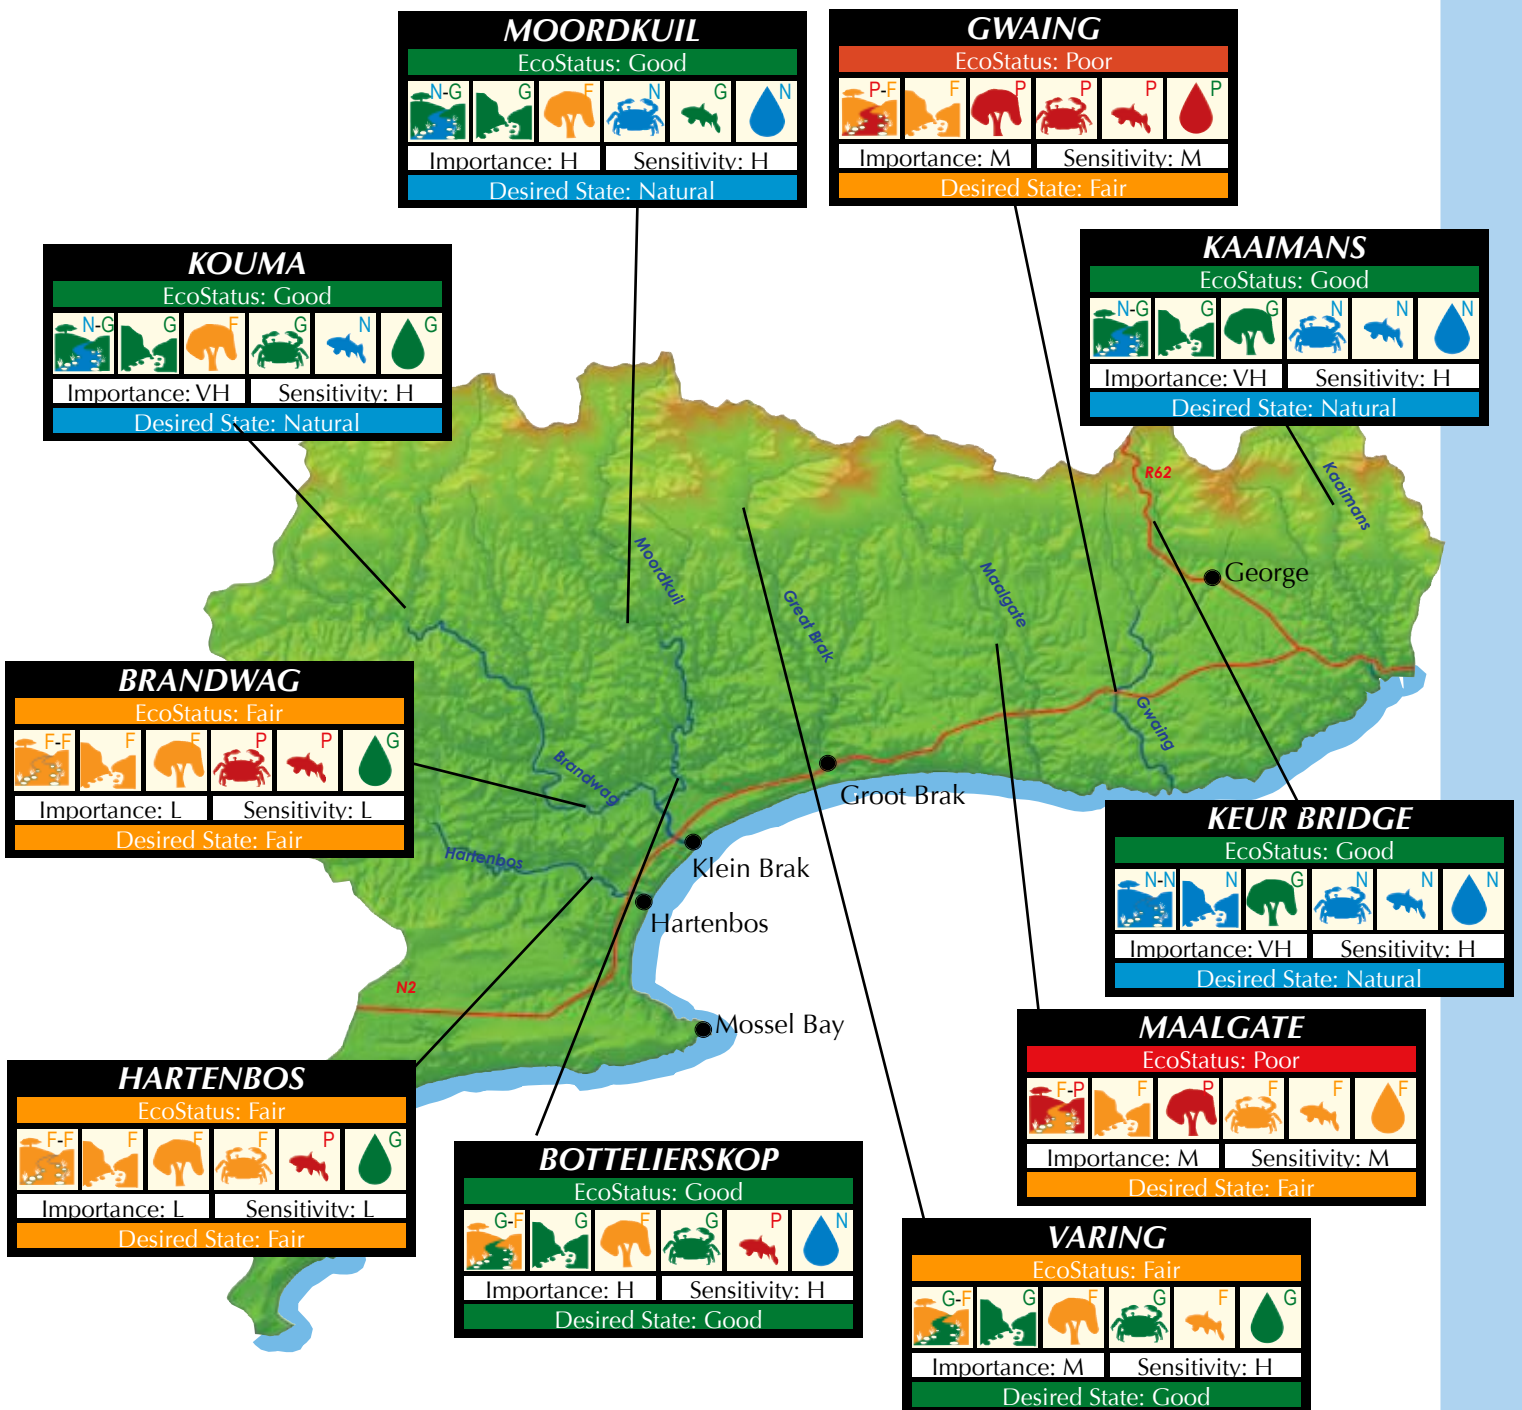 MOORDKUIL
EcoStatus: Good
N-G G F N G N
Importance: H Sensitivity: H
Desired State: Natural
GWAING
EcoStatus: Poor
P-F F P P P P
Importance: M Sensitivity: M
Desired State: Fair
KOUMA
EcoStatus: Good
N-G G F G N G
Importance: VH Sensitivity: H
Desired State: Natural
KAAIMANS
EcoStatus: Good
N-G G G N N N
Importance: VH Sensitivity: H
Desired State: Natural
R62
Kaaimans
Moordkuil
Great Brak
Maalgate
George
BRANDWAG
EcoStatus: Fair
F-F F F P P G
Importance: L Sensitivity: L
Desired State: Fair
Brandwag
Gwaing
Groot Brak
Hartenbos
Klein Brak
Hartenbos
KEUR BRIDGE
EcoStatus: Good
N-N N G N N N
Importance: VH Sensitivity: H
Desired State: Natural
N2
Mossel Bay
MAALGATE
EcoStatus: Poor
F-P F P F F F
Importance: M Sensitivity: M
Desired State: Fair
HARTENBOS
EcoStatus: Fair
F-F F F F P G
Importance: L Sensitivity: L
Desired State: Fair
BOTTELIERSKOP
EcoStatus: Good
G-F G F G P N
Importance: H Sensitivity: H
Desired State: Good
VARING
EcoStatus: Fair
G-F G F G F G
Importance: M Sensitivity: H
Desired State: Good